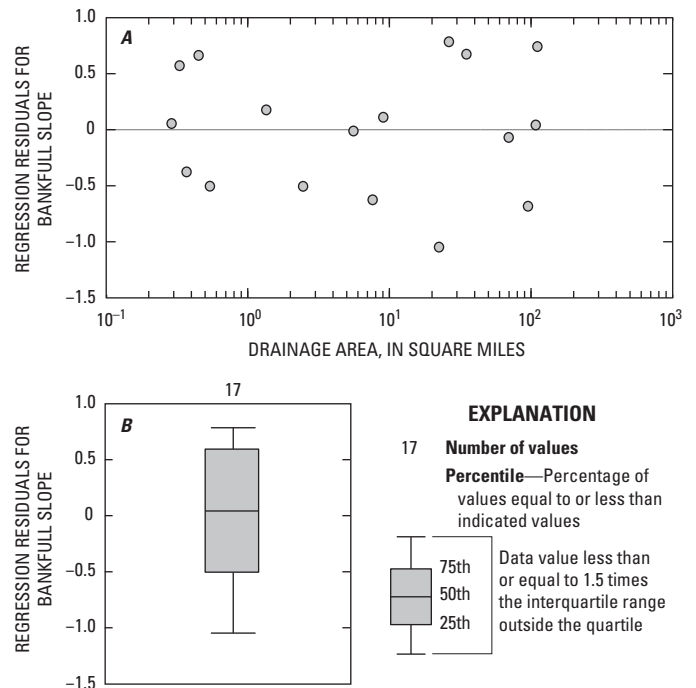 A
REGRESSION RESIDUALS FOR
BANKFULL SLOPE
1.0
0.5
0
–0.5
–1.0
–1.5
10⁻¹
10⁰
10¹
10²
10³
DRAINAGE AREA, IN SQUARE MILES
17
B
REGRESSION RESIDUALS FOR
BANKFULL SLOPE
1.0
0.5
0
–0.5
–1.0
–1.5
EXPLANATION
17 Number of values
Percentile—Percentage of
values equal to or less than
indicated values
75th
50th
25th
Data value less than
or equal to 1.5 times
the interquartile range
outside the quartile